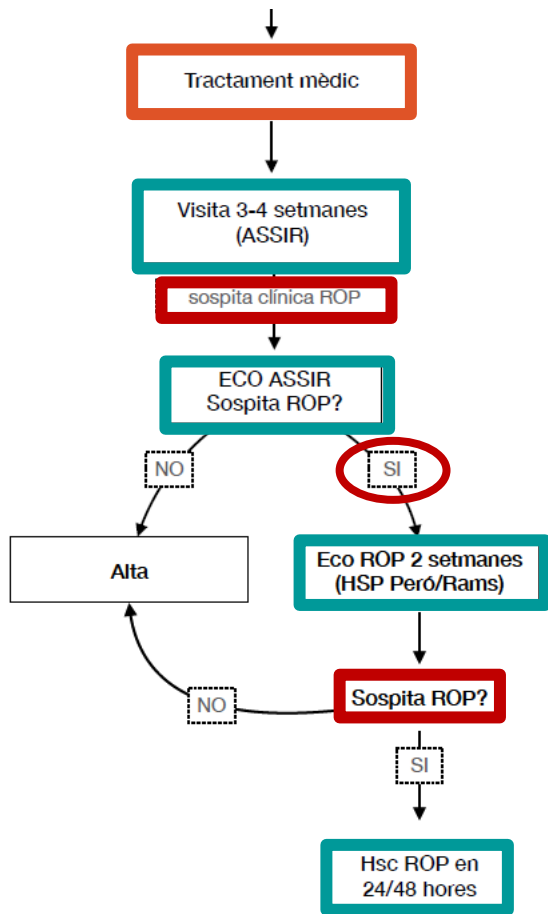 Tractament mèdic
Visita 3-4 setmanes
(ASSIR)
sospita clínica ROP
ECO ASSIR
Sospita ROP?
NO
SI
Alta
Eco ROP 2 setmanes
(HSP Peró/Rams)
Sospita ROP?
NO
SI
Hsc ROP en
24/48 hores